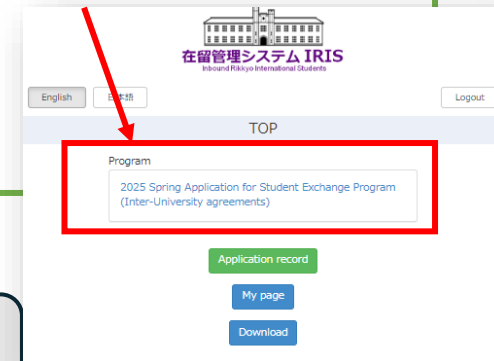 在留管理システム IRIS
Inbound Rikkyo International Students
English
日本語
Logout
TOP
Program
2025 Spring Application for Student Exchange Program
(Inter-University agreements)
Application record
My page
Download